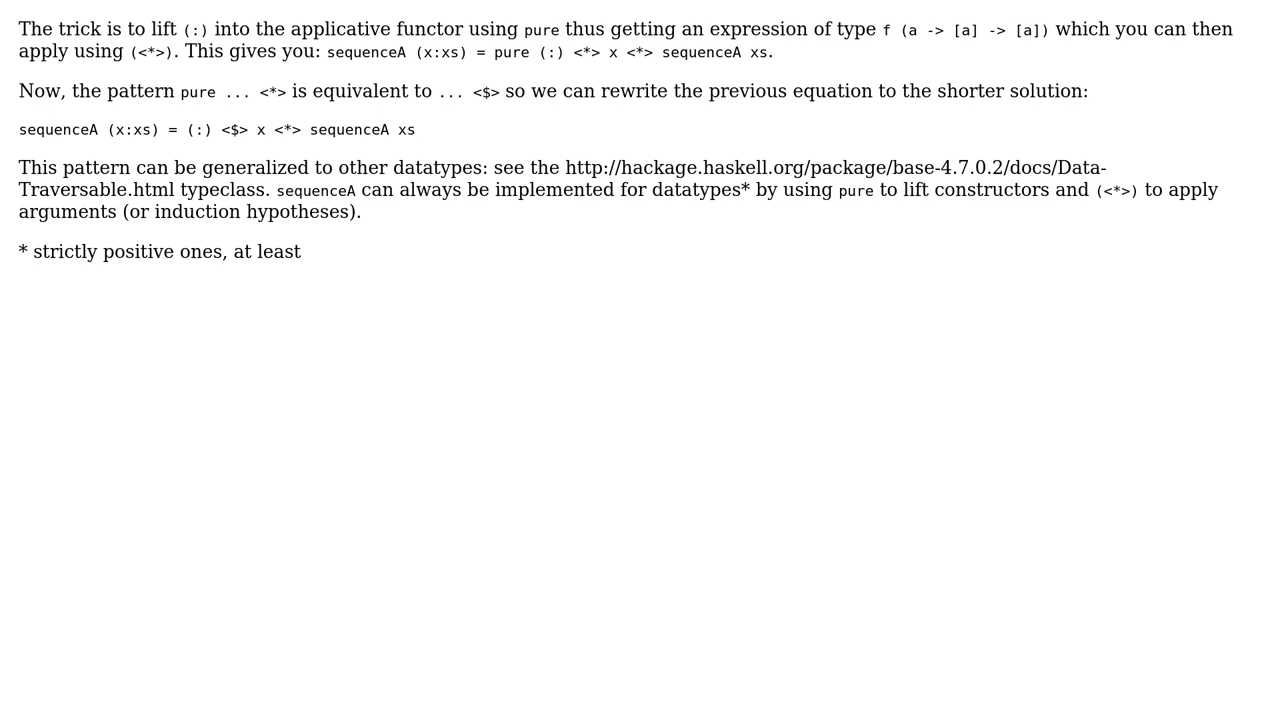 The trick is to lift (:) into the applicative functor using pure thus getting an expression of type f (a -> [a] -> [a]) which you can then
apply using (<*>). This gives you: sequenceA (x:xs) = pure (:) <*> x <*> sequenceA xs.
Now, the pattern pure ... <*> is equivalent to ... <$> so we can rewrite the previous equation to the shorter solution:
sequenceA (x:xs) = (:) <$> x <*> sequenceA xs
This pattern can be generalized to other datatypes: see the http://hackage.haskell.org/package/base-4.7.0.2/docs/Data-
Traversable.html typeclass. sequenceA can always be implemented for datatypes* by using pure to lift constructors and (<*>) to apply
arguments (or induction hypotheses).
* strictly positive ones, at least